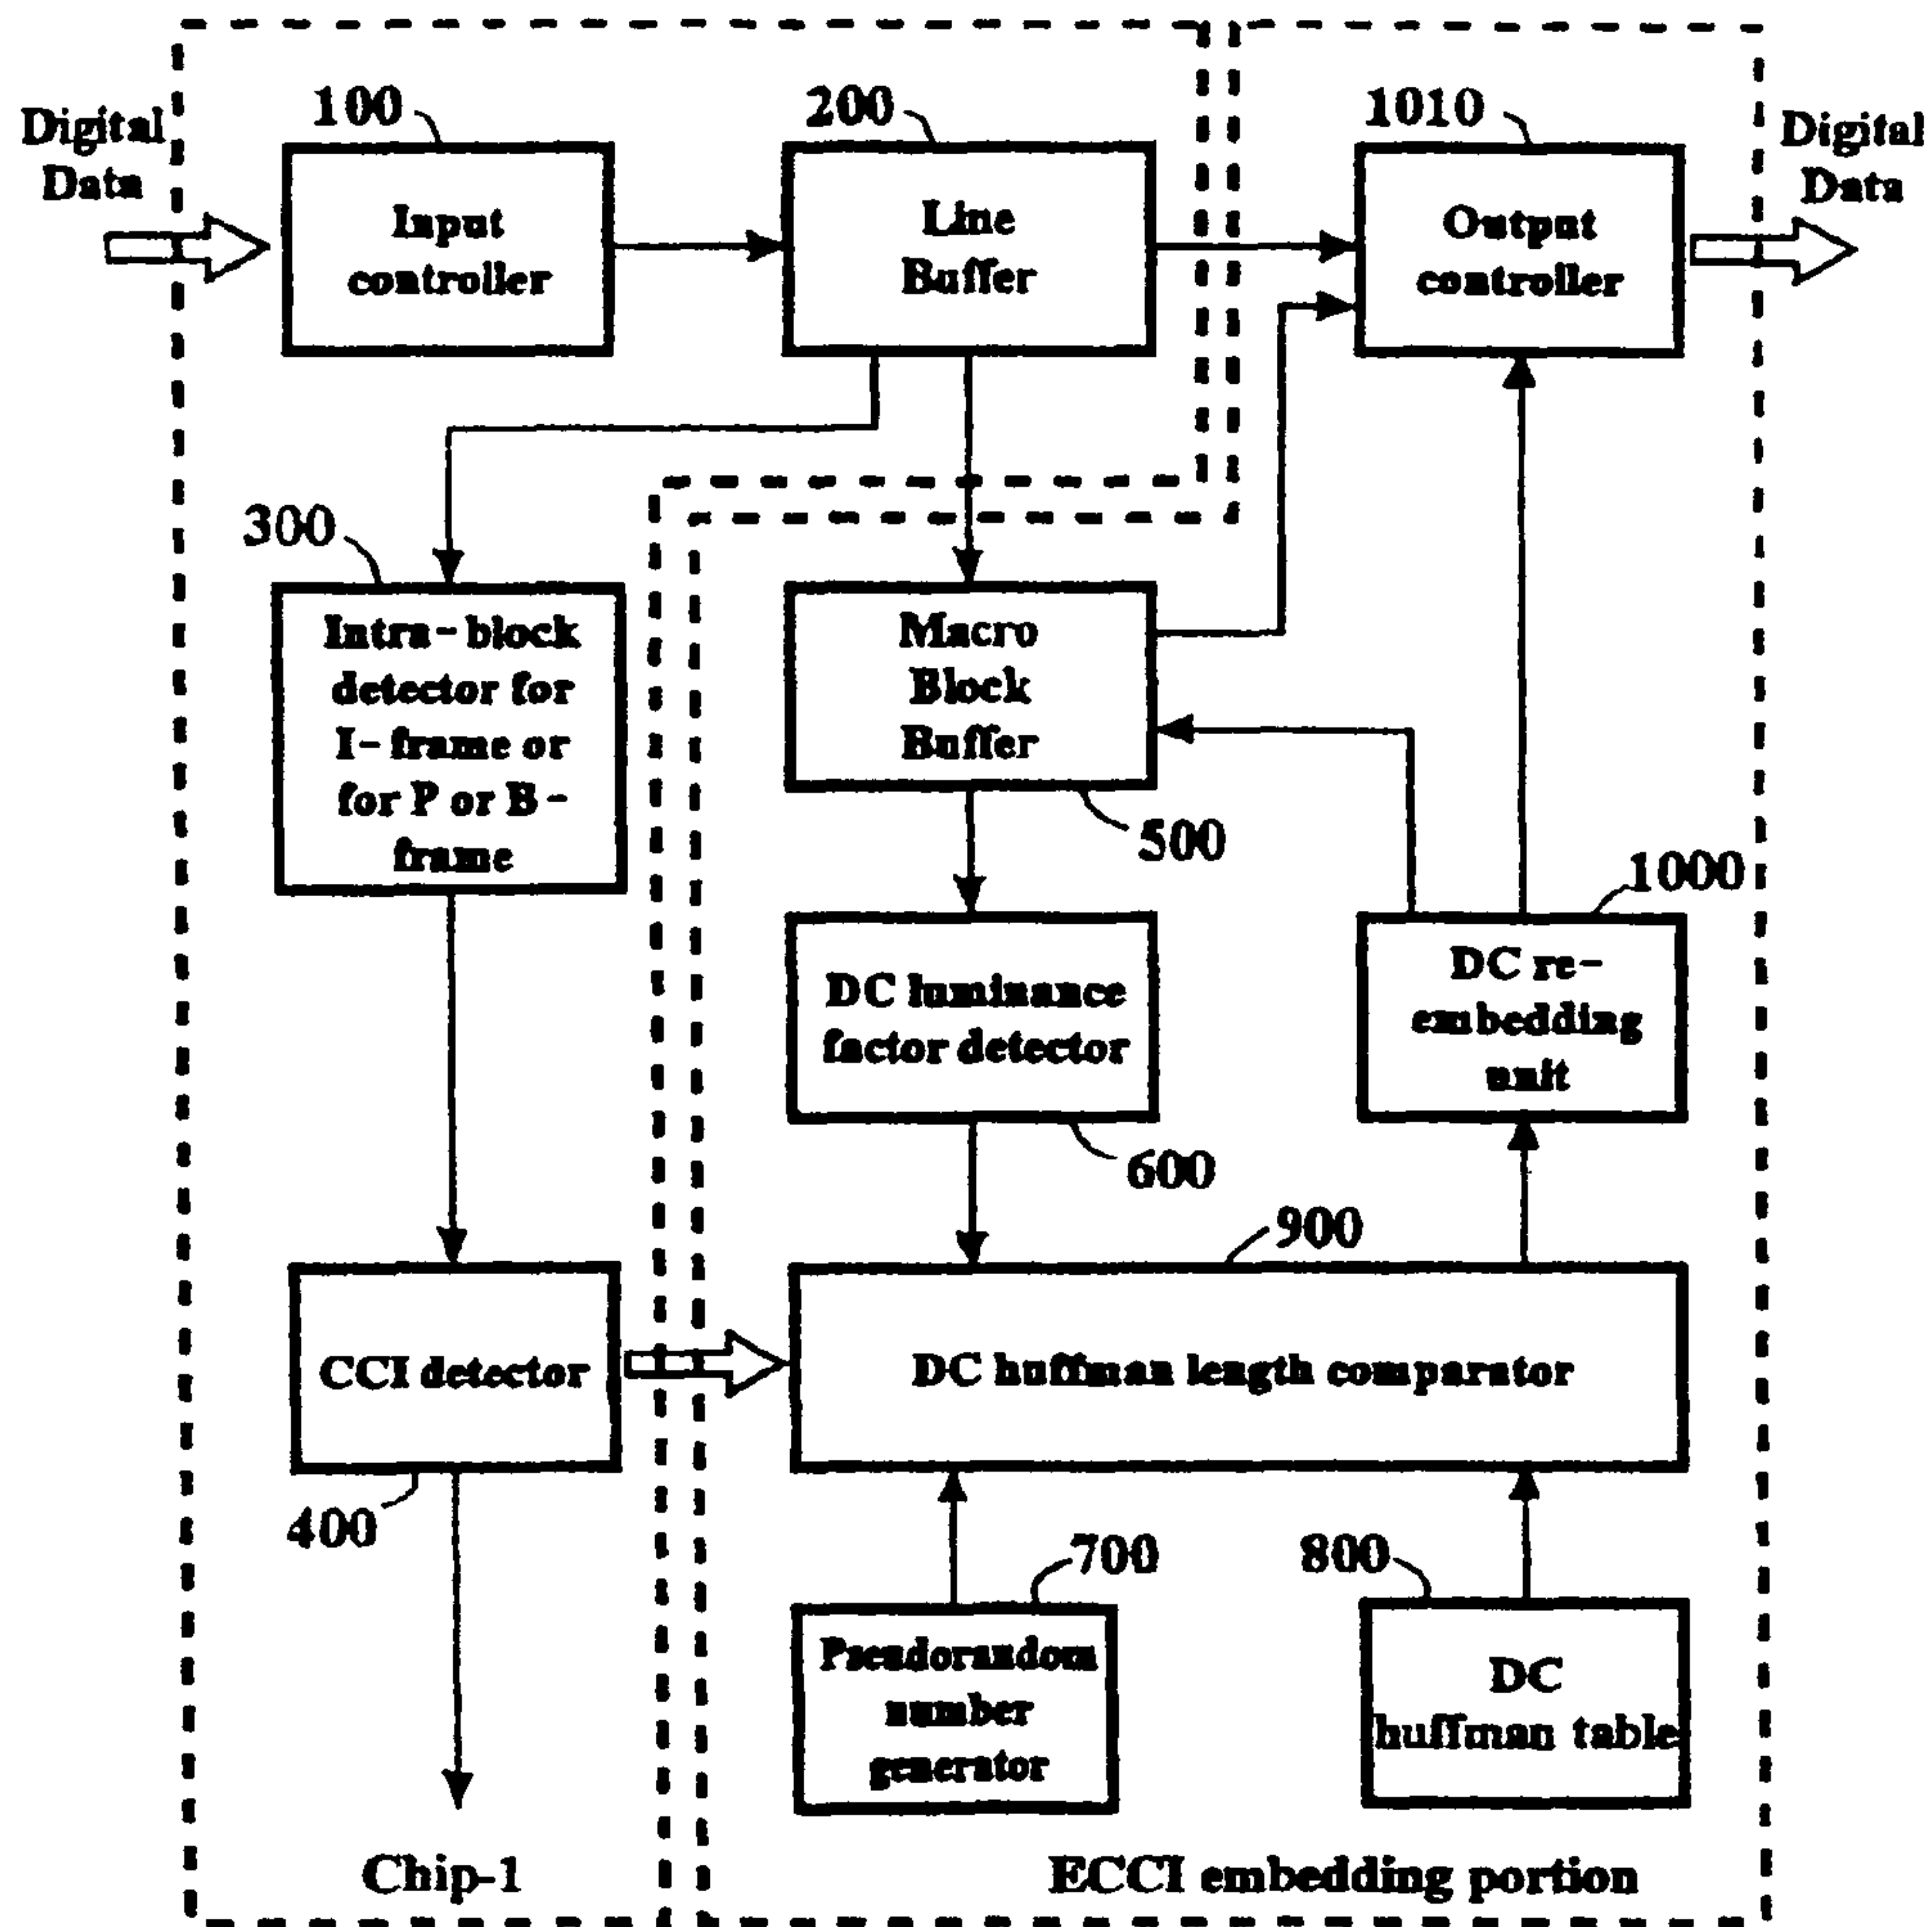 100
200
1010
Digital
Data
Digital
Data
Input
controller
Line
Buffer
Output
controller
300
Intra-block
detector for
I-frame or
for P or B-
frame
Macro
Block
Buffer
500
1000
DC luminance
factor detector
DC re-
embedding
unit
600
900
CCI detector
DC huffman length comparator
400
700
800
Pseudorandom
number
generator
DC
huffman table
Chip-1
ECCI embedding portion